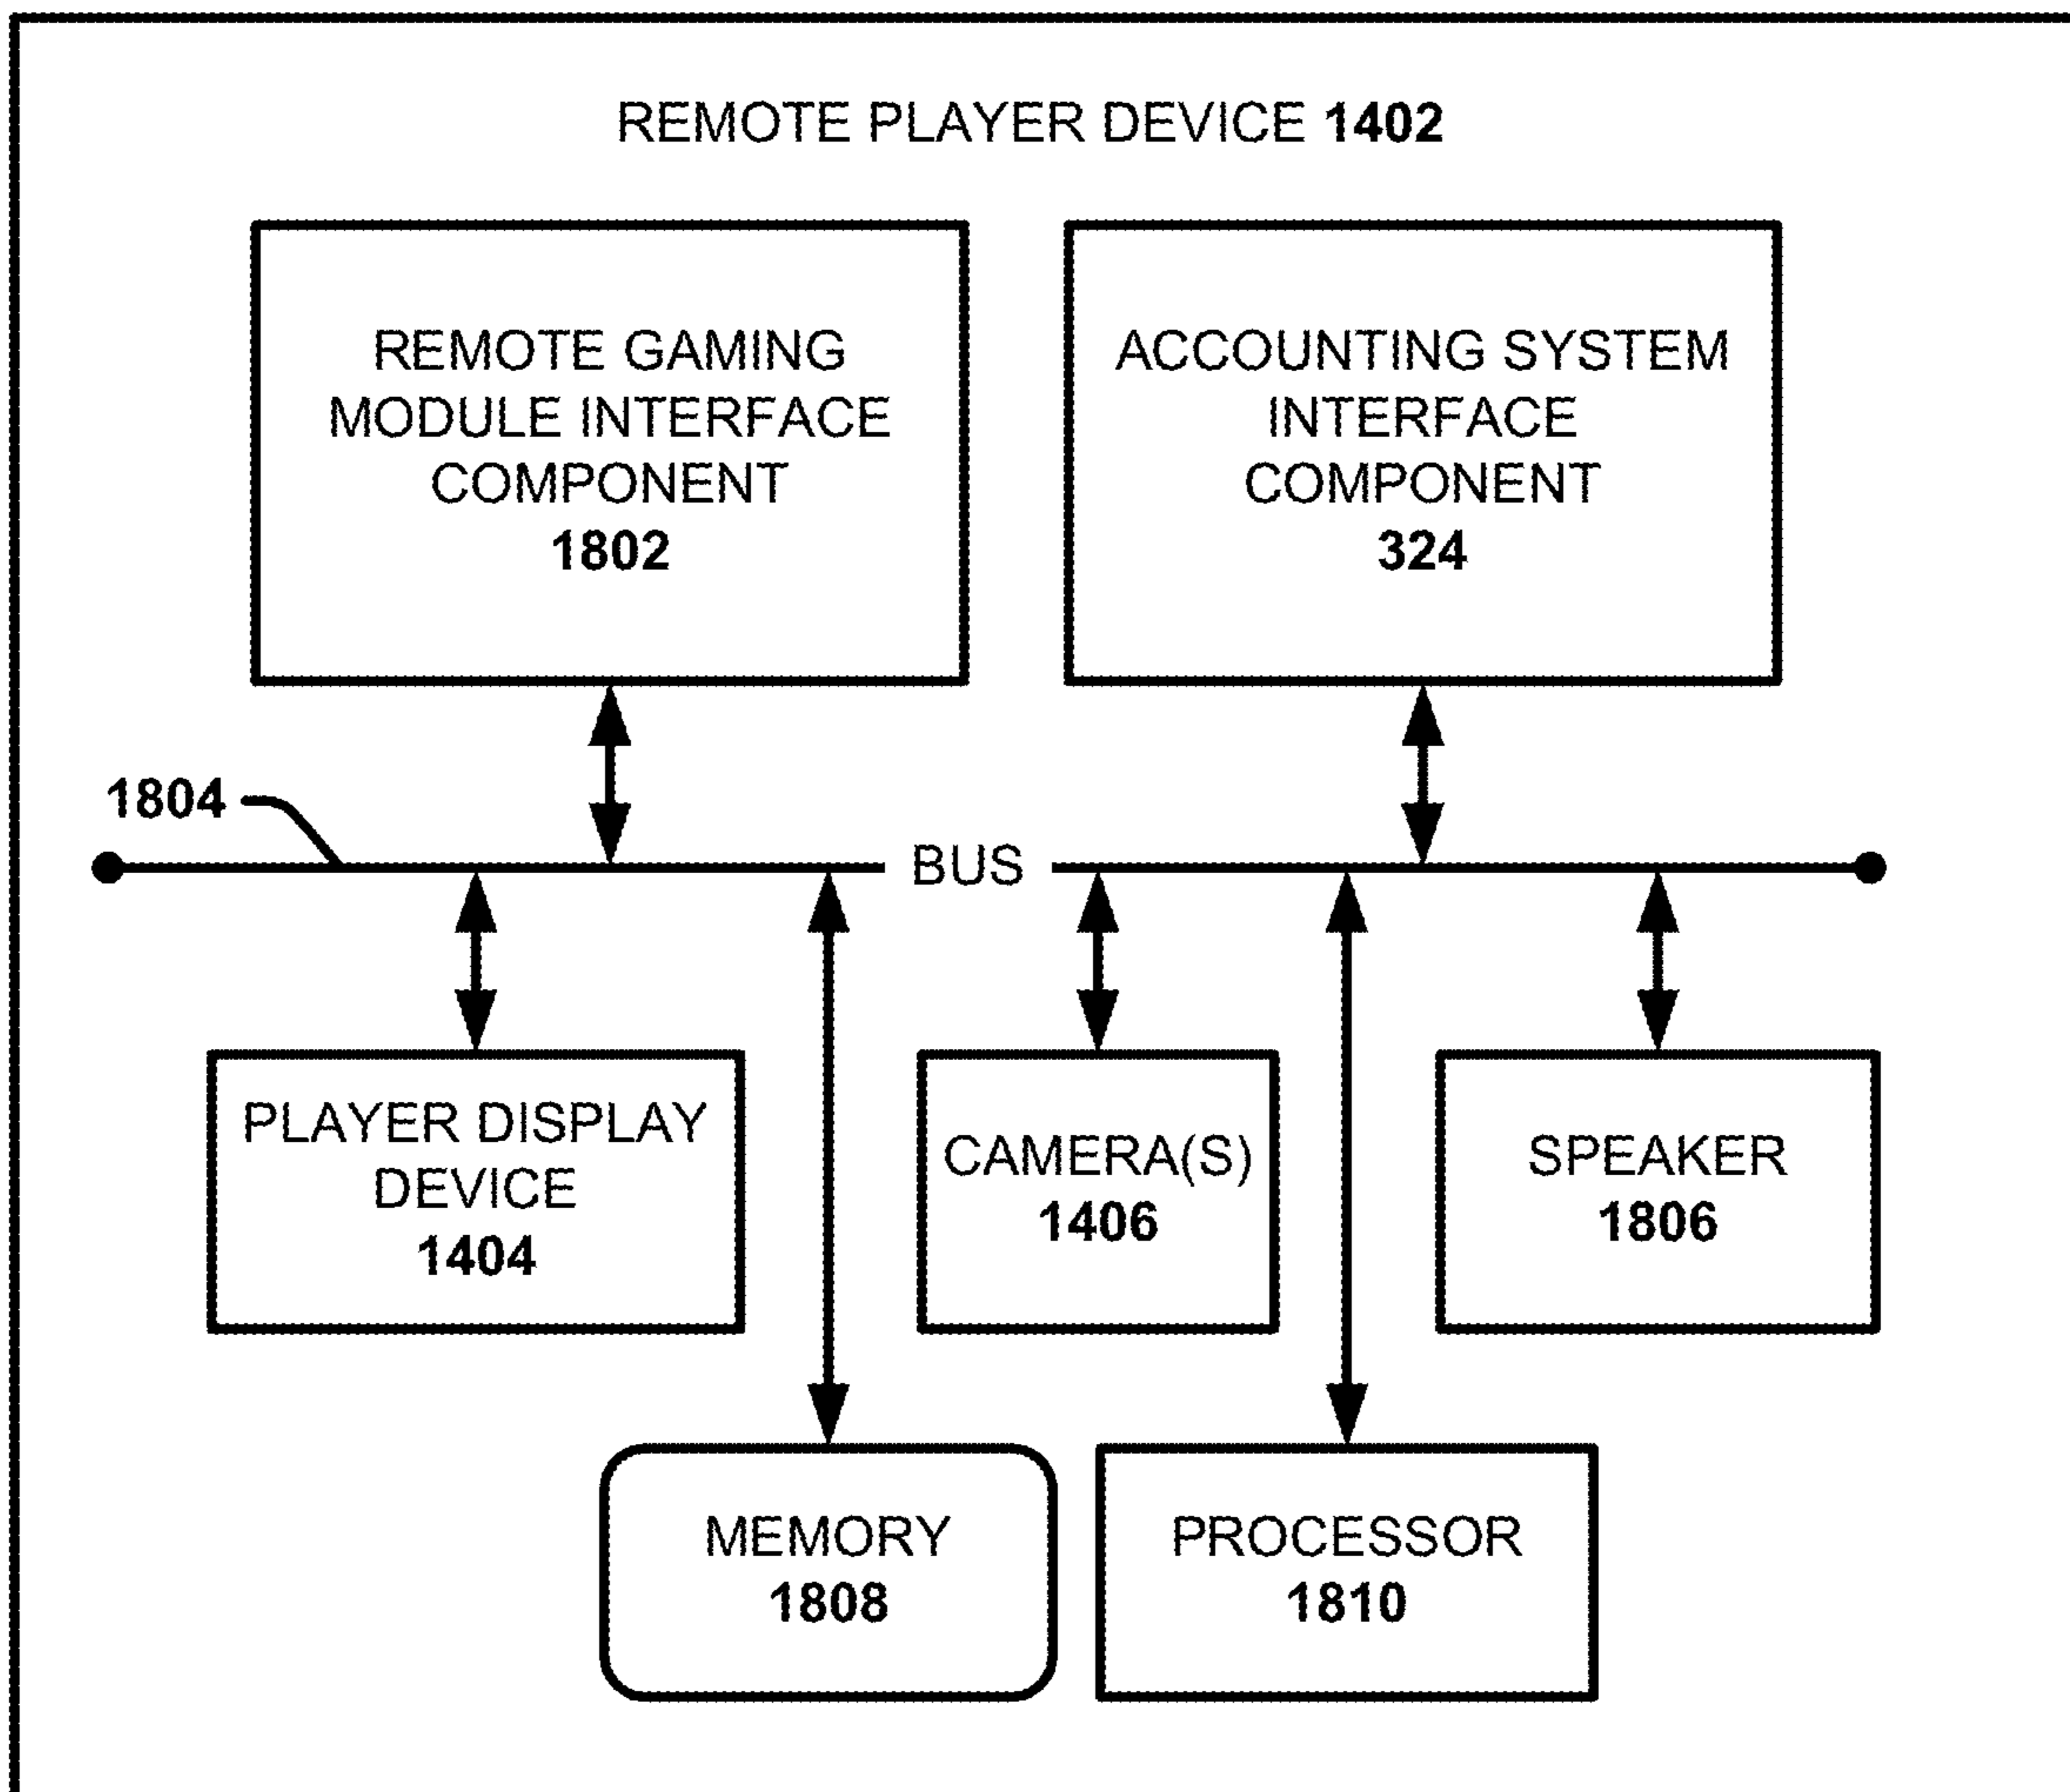 REMOTE PLAYER DEVICE 1402
REMOTE GAMING
MODULE INTERFACE
COMPONENT
1802
ACCOUNTING SYSTEM
INTERFACE
COMPONENT
324
1804
BUS
PLAYER DISPLAY
DEVICE
1404
CAMERA(S)
1406
SPEAKER
1806
MEMORY
1808
PROCESSOR
1810